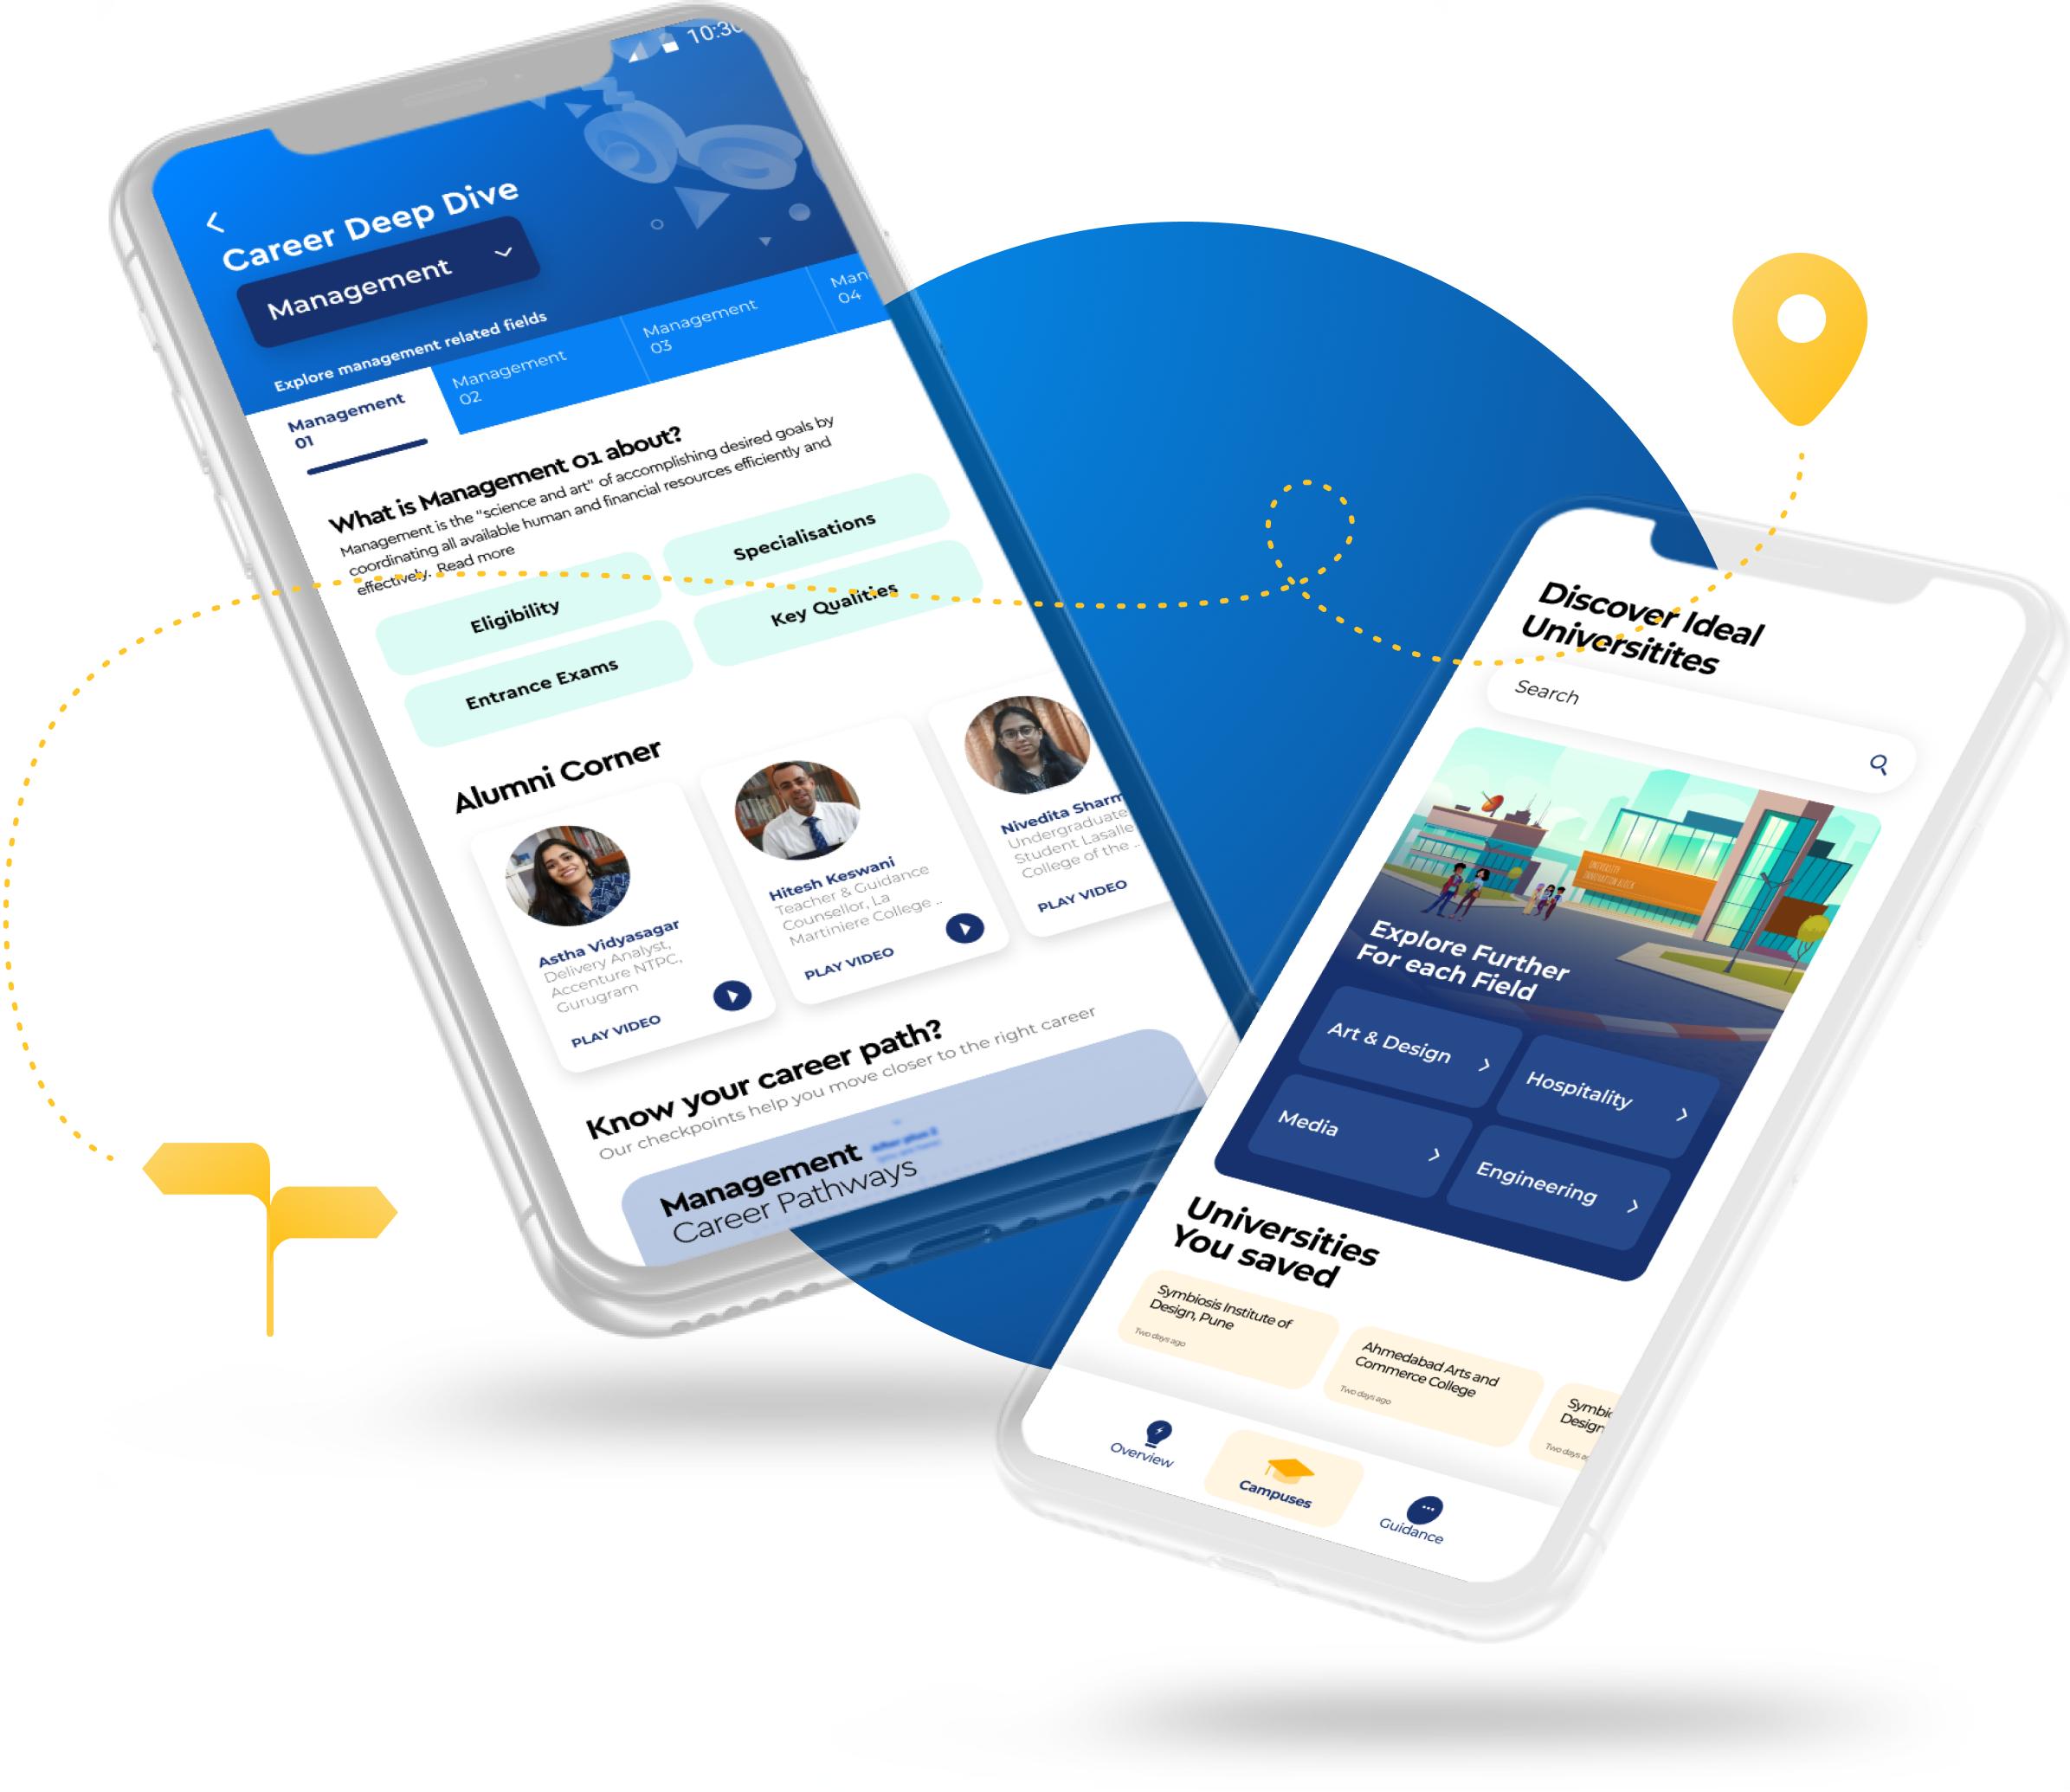 10:30
Career Deep Dive
Management
Explore management related fields
Management
01
Management
02
Management
03
Man
04
What is Management 01 about?
Management is the "science and art" of accomplishing desired goals by
coordinating all available human and financial resources efficiently and
effectively. Read more
Eligibility
Specialisations
Entrance Exams
Key Qualities
Alumni Corner
Astha Vidyasagar
Delivery Analyst,
Accenture NTPC,
Gurugram
PLAY VIDEO
Hitesh Keswani
Teacher & Guidance
Counsellor, La
Martiniere College ..
PLAY VIDEO
Nivedita Sharm
Undergraduate
Student Lasalle
College of the ..
PLAY VIDEO
Know your career path?
Our checkpoints help you move closer to the right career
Management
Career Pathways
Discover Ideal
Universitites
Search
UNIVERSITY
INNOVATION BLOCK
Explore Further
For each Field
Art & Design
Hospitality
Media
Engineering
Universities
You saved
Symbiosis Institute of
Design, Pune
Two days ago
Ahmedabad Arts and
Commerce College
Two days ago
Symbi
Design
Two days a
Overview
Campuses
Guidance